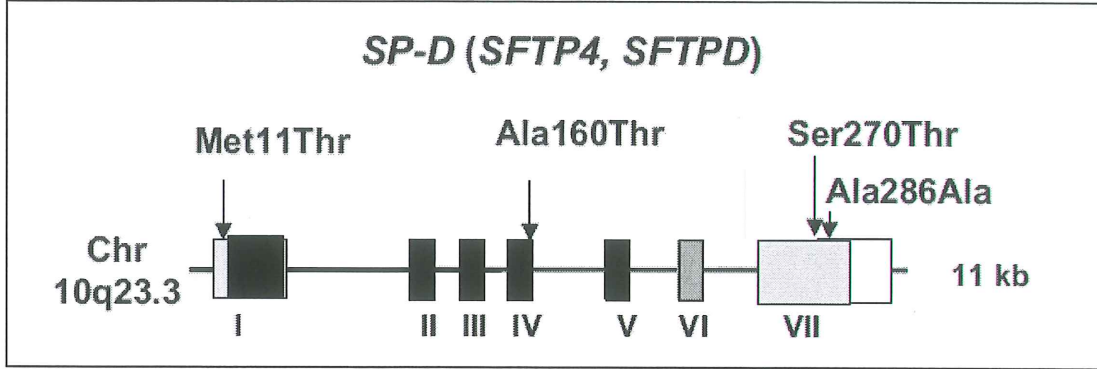 SP-D (SFTP4, SFTPD)
Met11Thr
Ala160Thr
Ser270Thr
Ala286Ala
Chr
10q23.3
11 kb
I
II
III
IV
V
VI
VII